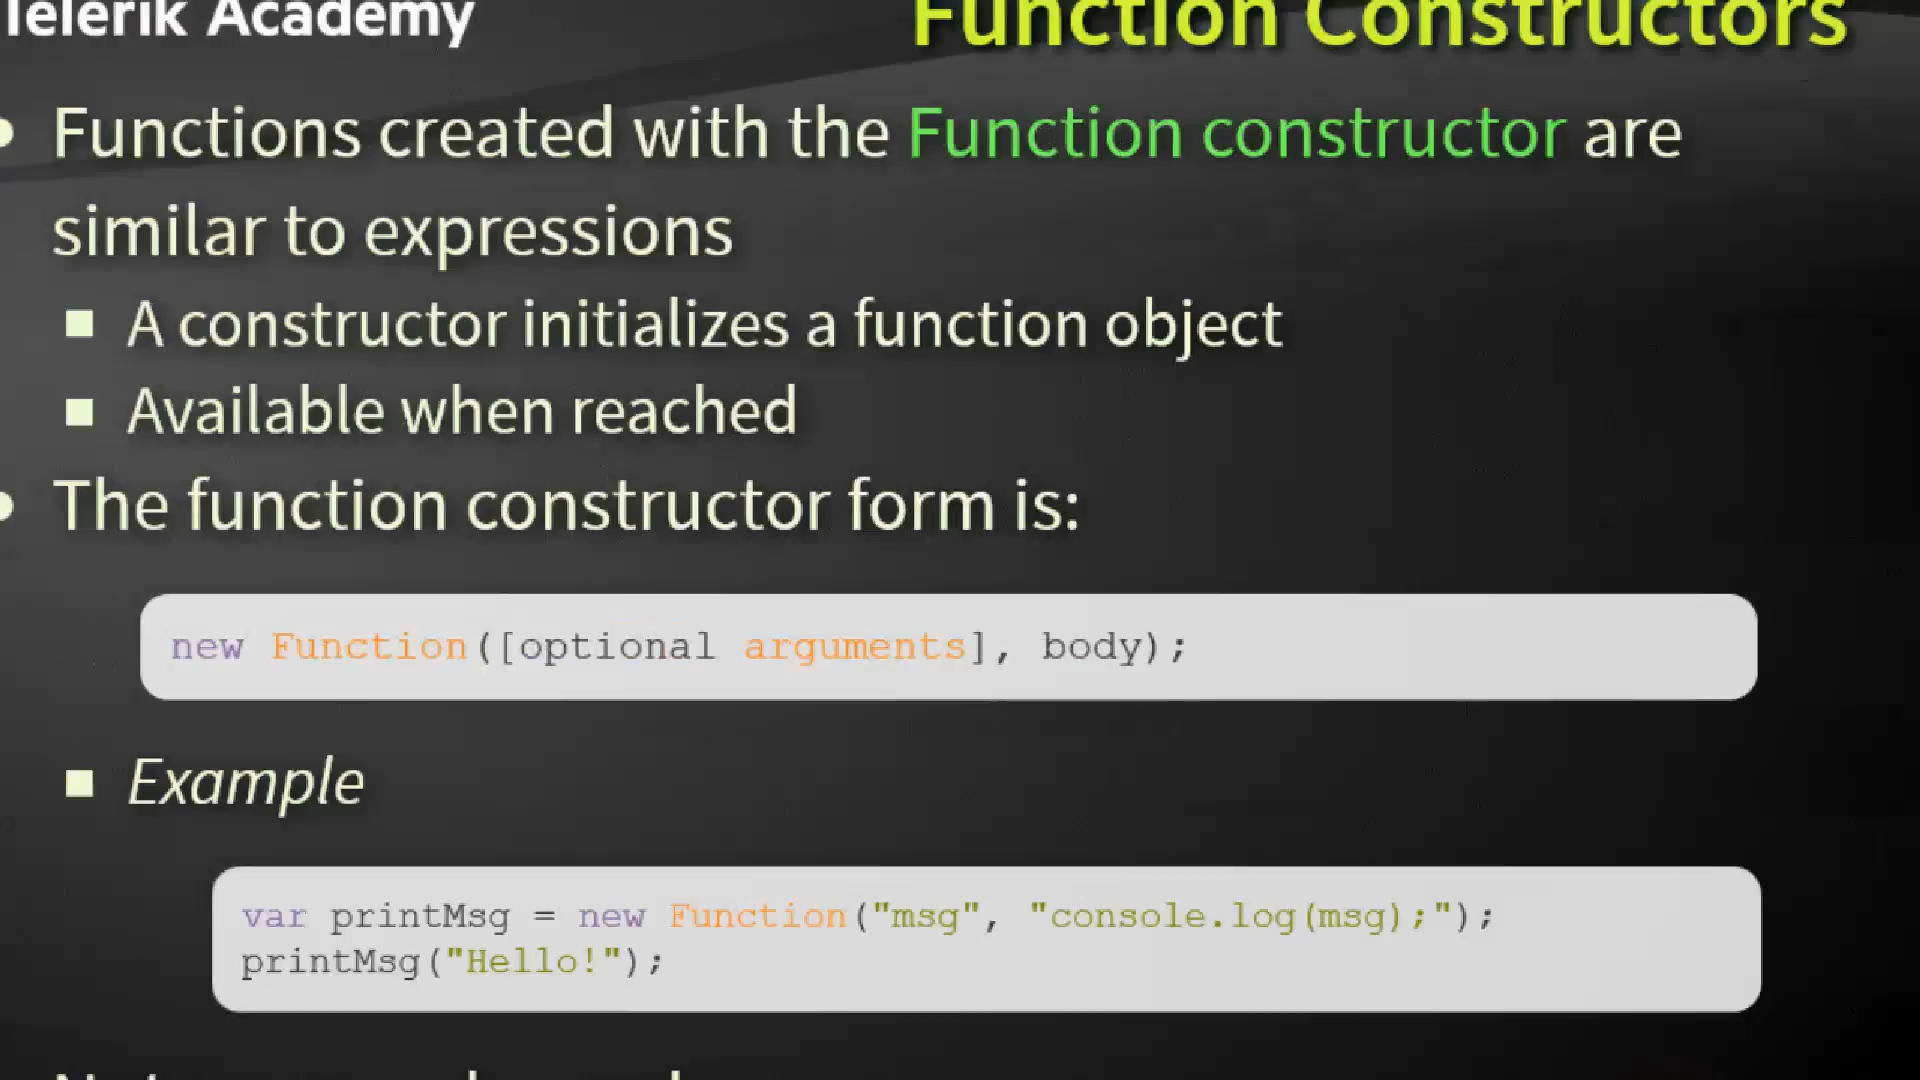 Telerik Academy
Function Constructors
Functions created with the Function constructor are
similar to expressions
A constructor initializes a function object
Available when reached
The function constructor form is:
new Function([optional arguments], body);
Example
var printMsg = new Function("msg", "console.log(msg);");
printMsg("Hello!");